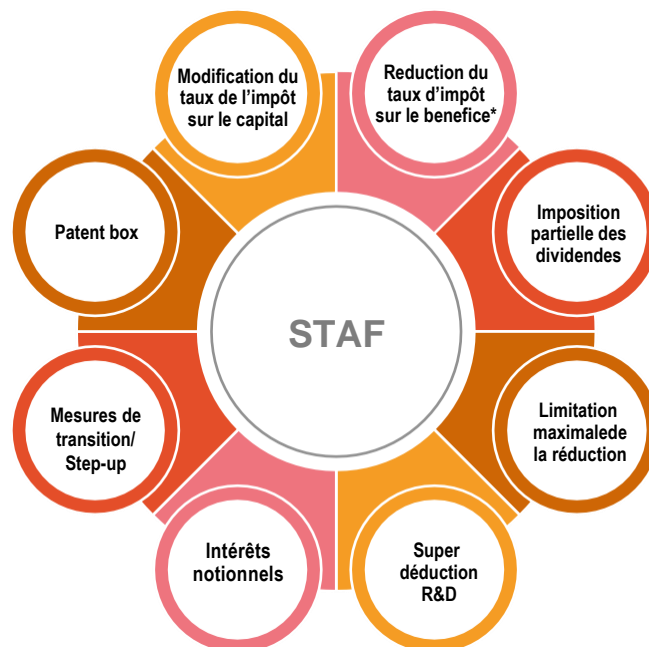 Modification du
taux de l'impôt
sur le capital
Reduction du
taux d'impôt
sur le benefice*
Imposition
partielle des
dividendes
Limitation
maximalede
la réduction
Super
déduction
R&D
Intérêts
notionnels
Mesures de
transition/
Step-up
Patent box
STAF